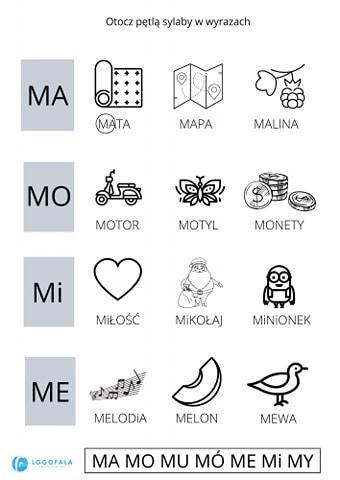 Otocz pętlą sylaby w wyrazach
MA
MATA MAPA MALINA
MO
MOTOR MOTYL MONETY
Mi
MiŁOŚĆ MiKOŁAJ MiNiONEK
ME
MELODiA MELON MEWA
LOGOFALA
MA MO MU MÓ ME Mi MY